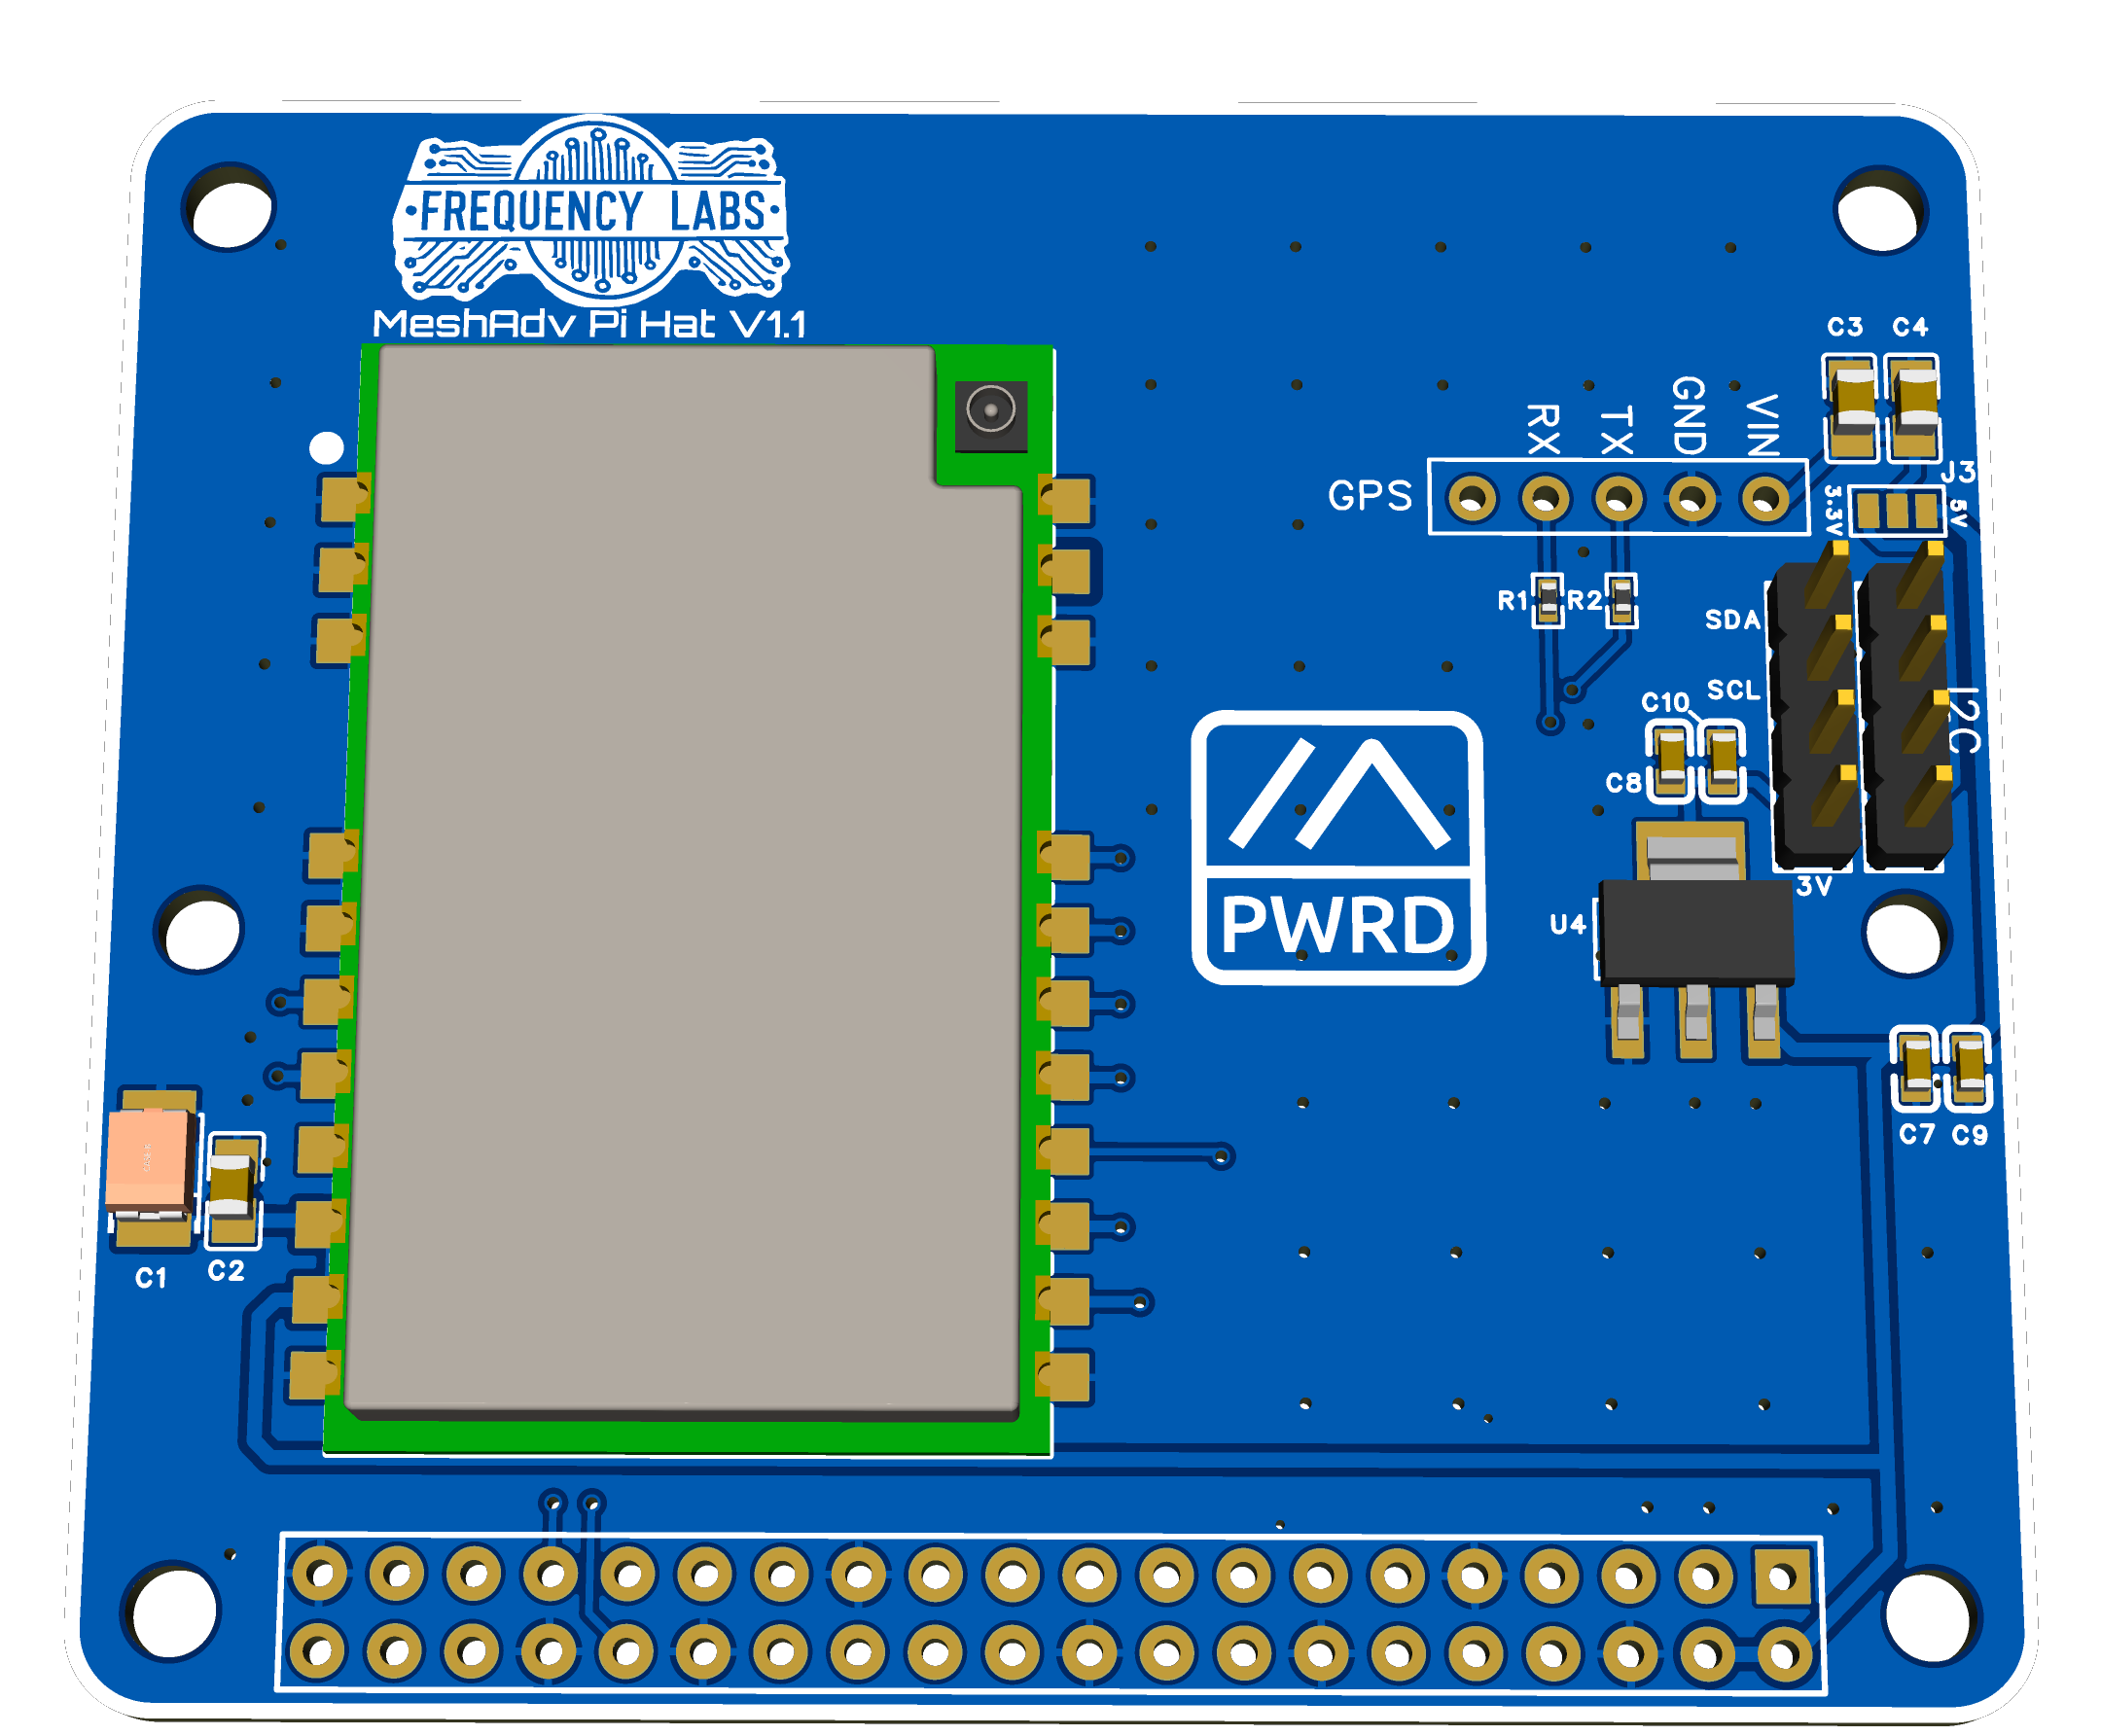 FREQUENCY LABS
MeshAdv Pi Hat V1.1
C3 C4
RX TX GND VIN
GPS
J3
3.3V 5V
R1 R2
SDA
SCL
I2C
C10
C8
3V
U4
PWRD
C7 C9
C1 C2